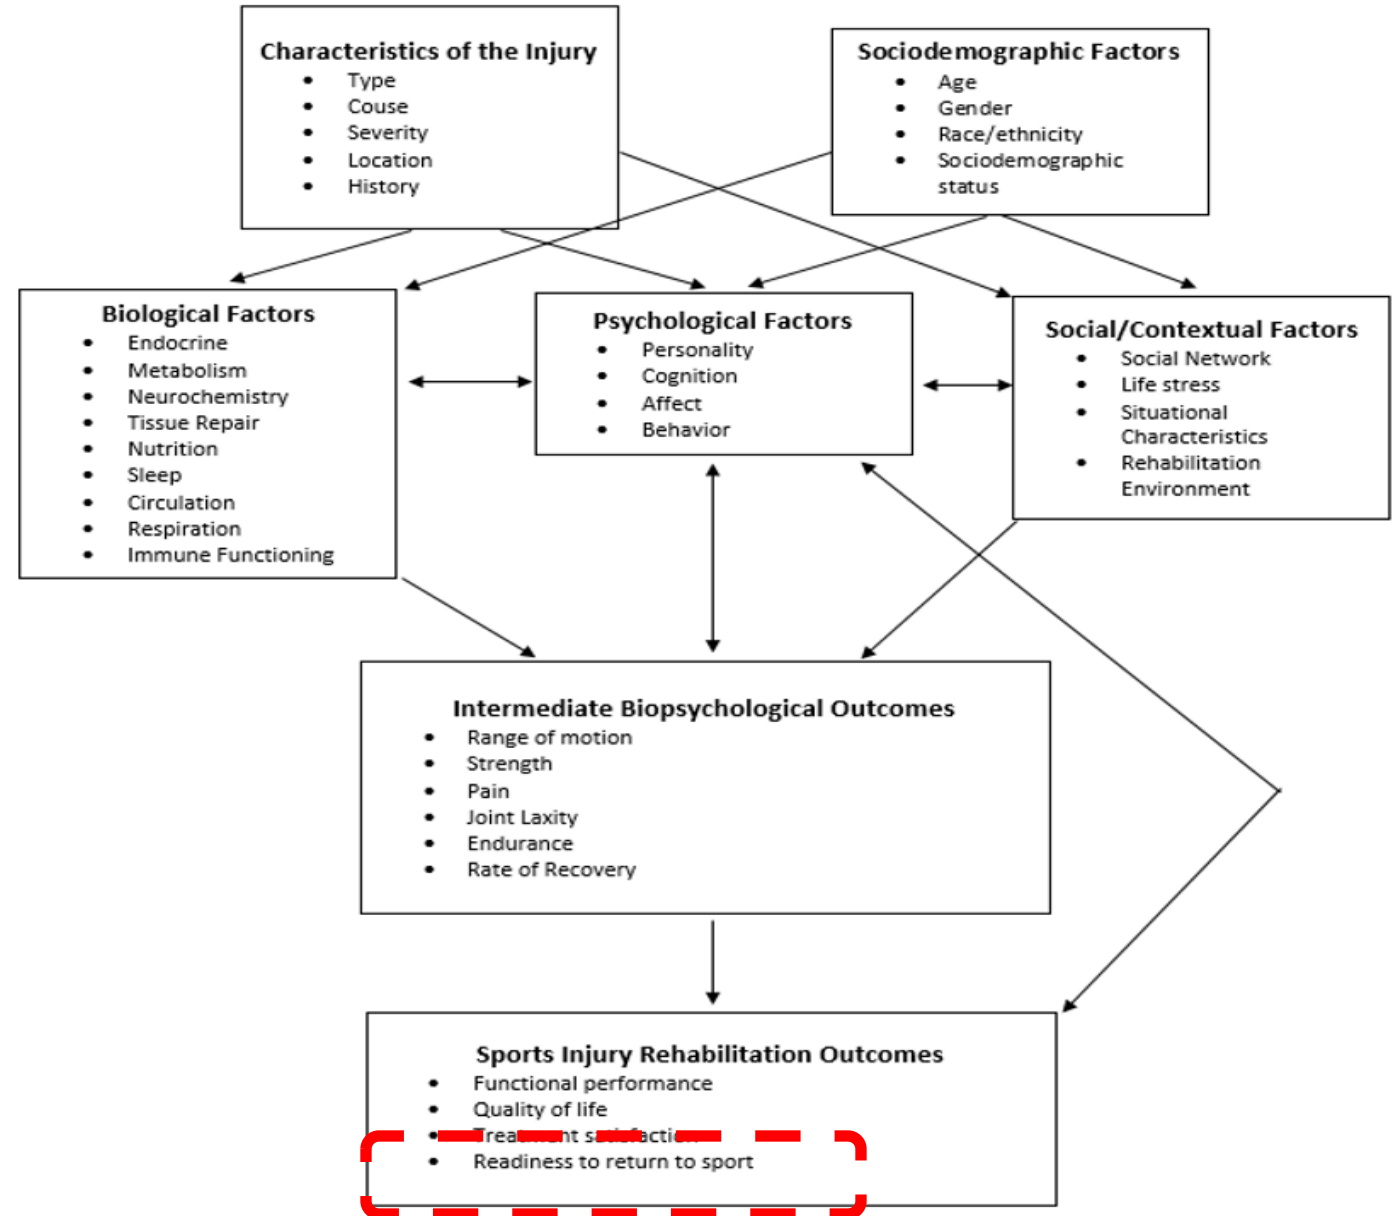 Characteristics of the Injury
• Type
• Couse
• Severity
• Location
• History
Sociodemographic Factors
• Age
• Gender
• Race/ethnicity
• Sociodemographic
status
Biological Factors
• Endocrine
• Metabolism
• Neurochemistry
• Tissue Repair
• Nutrition
• Sleep
• Circulation
• Respiration
• Immune Functioning
Psychological Factors
• Personality
• Cognition
• Affect
• Behavior
Social/Contextual Factors
• Social Network
• Life stress
• Situational
Characteristics
• Rehabilitation
Environment
Intermediate Biopsychological Outcomes
• Range of motion
• Strength
• Pain
• Joint Laxity
• Endurance
• Rate of Recovery
Sports Injury Rehabilitation Outcomes
• Functional performance
• Quality of life
• Treatment satisfaction
• Readiness to return to sport